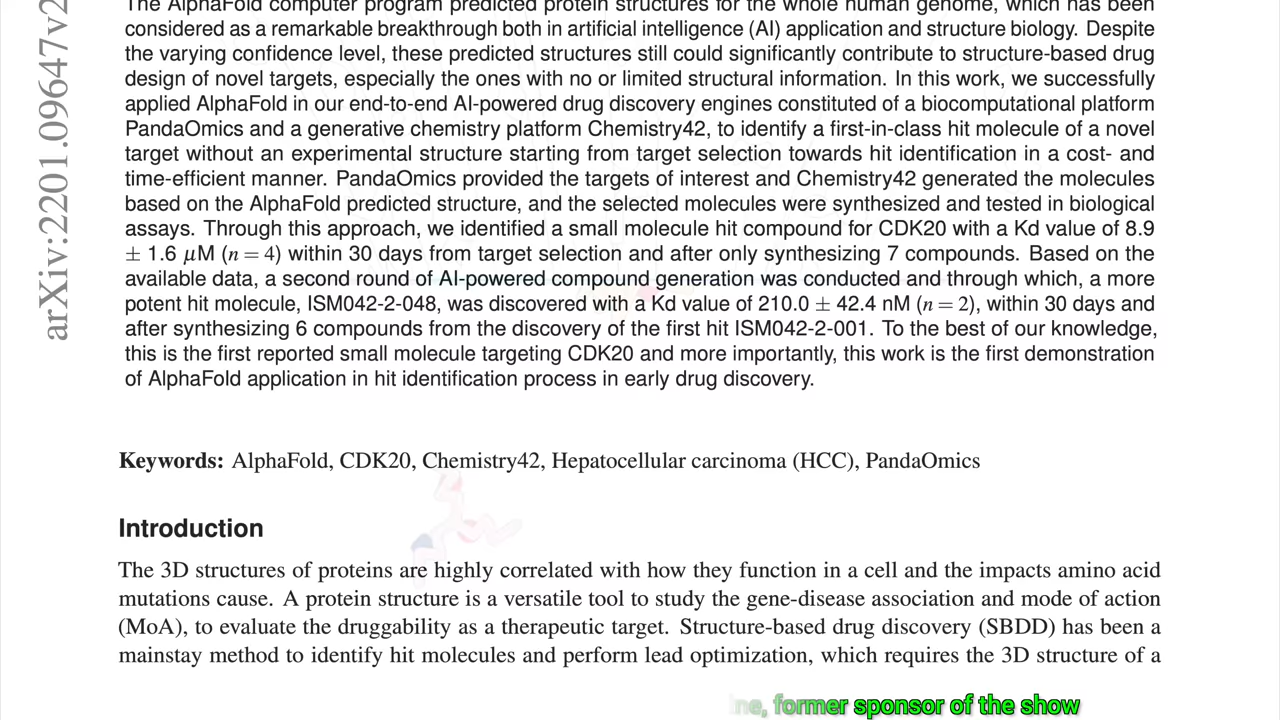 The AlphaFold computer program predicted protein structures for the whole human genome, which has been
considered as a remarkable breakthrough both in artificial intelligence (AI) application and structure biology. Despite
the varying confidence level, these predicted structures still could significantly contribute to structure-based drug
design of novel targets, especially the ones with no or limited structural information. In this work, we successfully
applied AlphaFold in our end-to-end AI-powered drug discovery engines constituted of a biocomputational platform
PandaOmics and a generative chemistry platform Chemistry42, to identify a first-in-class hit molecule of a novel
target without an experimental structure starting from target selection towards hit identification in a cost- and
time-efficient manner. PandaOmics provided the targets of interest and Chemistry42 generated the molecules
based on the AlphaFold predicted structure, and the selected molecules were synthesized and tested in biological
assays. Through this approach, we identified a small molecule hit compound for CDK20 with a Kd value of 8.9
± 1.6 μM (n = 4) within 30 days from target selection and after only synthesizing 7 compounds. Based on the
available data, a second round of AI-powered compound generation was conducted and through which, a more
potent hit molecule, ISM042-2-048, was discovered with a Kd value of 210.0 ± 42.4 nM (n = 2), within 30 days and
after synthesizing 6 compounds from the discovery of the first hit ISM042-2-001. To the best of our knowledge,
this is the first reported small molecule targeting CDK20 and more importantly, this work is the first demonstration
of AlphaFold application in hit identification process in early drug discovery.
Keywords: AlphaFold, CDK20, Chemistry42, Hepatocellular carcinoma (HCC), PandaOmics
Introduction
The 3D structures of proteins are highly correlated with how they function in a cell and the impacts amino acid
mutations cause. A protein structure is a versatile tool to study the gene-disease association and mode of action
(MoA), to evaluate the druggability as a therapeutic target. Structure-based drug discovery (SBDD) has been a
mainstay method to identify hit molecules and perform lead optimization, which requires the 3D structure of a
arXiv:2201.09647v2
former sponsor of the show